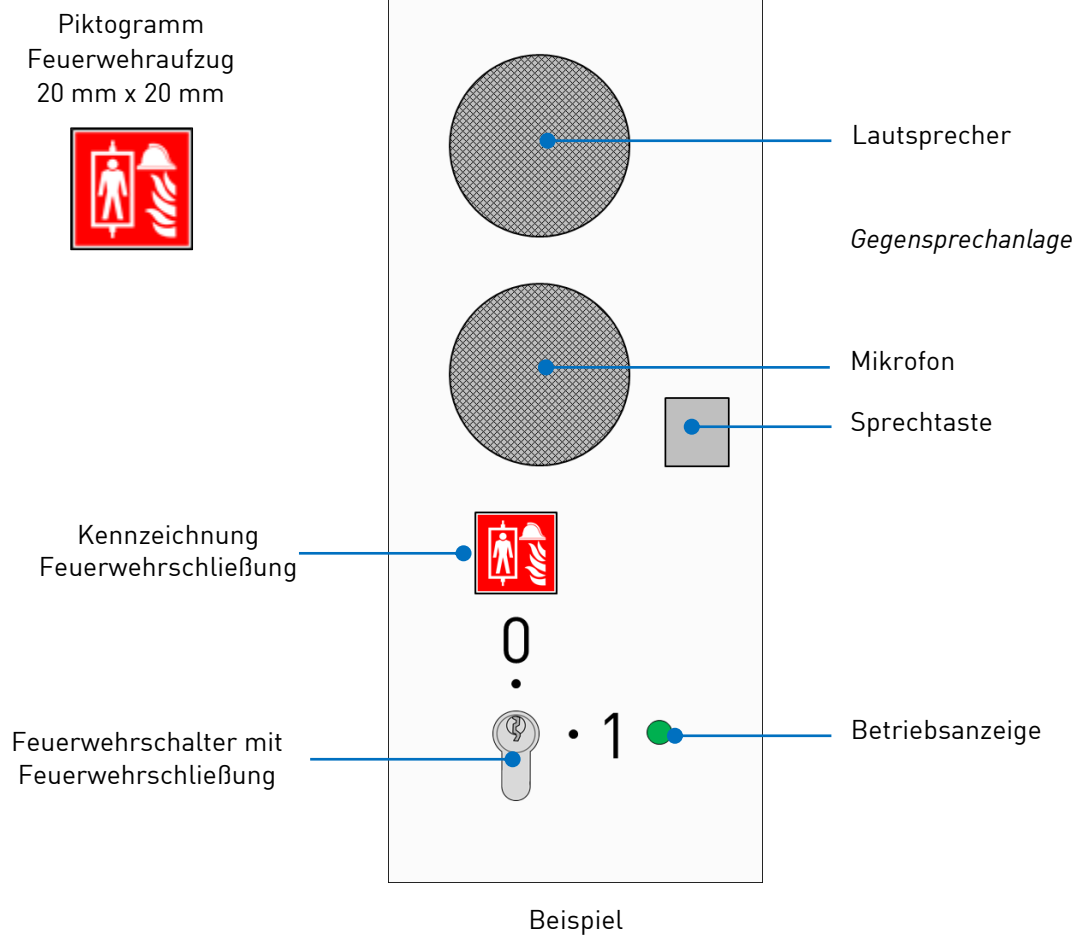 Piktogramm
Feuerwehraufzug
20 mm x 20 mm
Lautsprecher
Gegensprechanlage
Mikrofon
Sprechtaste
Kennzeichnung
Feuerwehrschließung
0
1
Feuerwehrschalter mit
Feuerwehrschließung
Betriebsanzeige
Beispiel